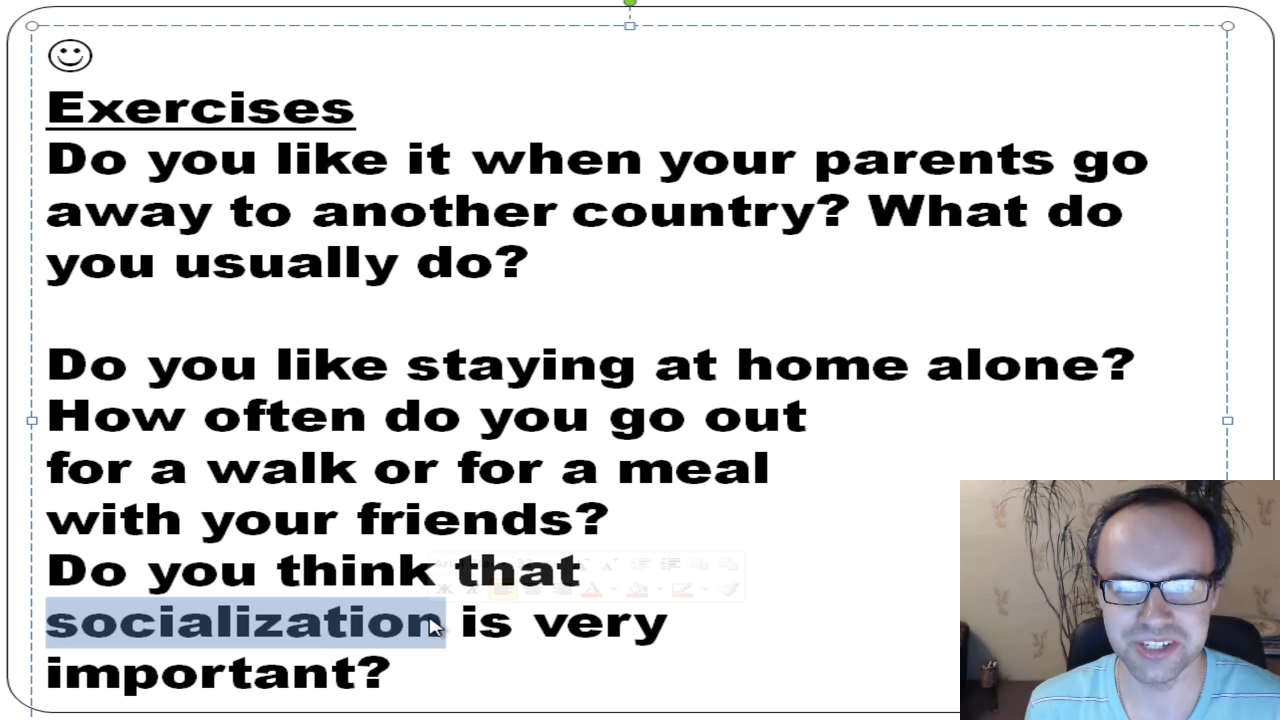 Exercises
Do you like it when your parents go
away to another country? What do
you usually do?
Do you like staying at home alone?
How often do you go out
for a walk or for a meal
with your friends?
Do you think that
socialization is very
important?